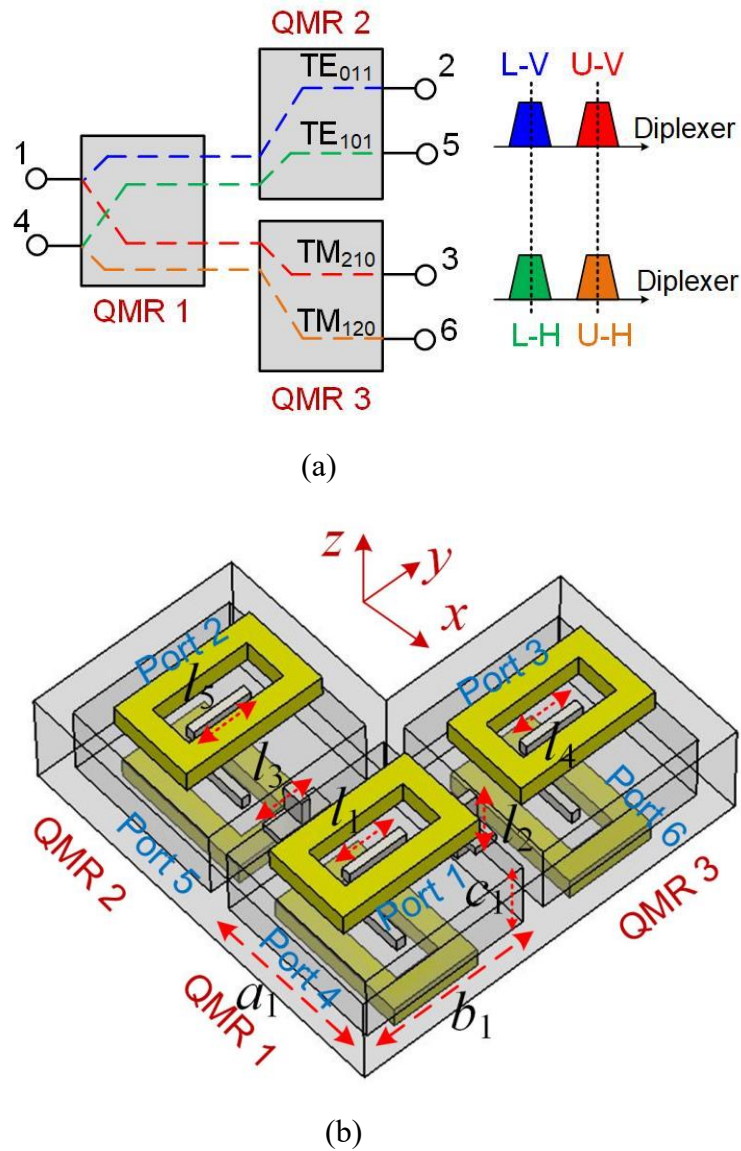 QMR 2
TE011
2
L-V
U-V
Diplexer
TE101
5
1
4
QMR 1
TM210
3
TM120
6
QMR 3
Diplexer
L-H
U-H
(a)
z
y
x
Port 2
l5
Port 3
l4
l3
l1
l2
Port 5
Port 1
c1
Port 6
QMR 2
Port 4
QMR 3
a1
b1
QMR 1
(b)